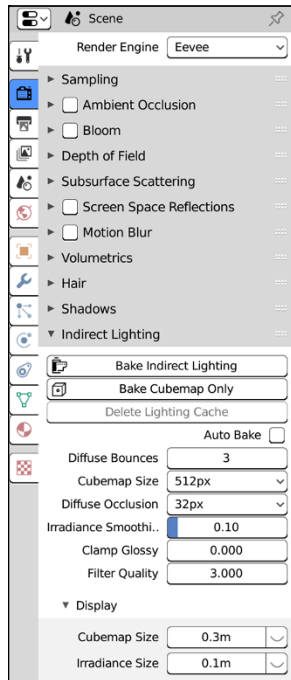 Scene
Render Engine Eevee
Sampling
Ambient Occlusion
Bloom
Depth of Field
Subsurface Scattering
Screen Space Reflections
Motion Blur
Volumetrics
Hair
Shadows
Indirect Lighting
Bake Indirect Lighting
Bake Cubemap Only
Delete Lighting Cache
Auto Bake
Diffuse Bounces 3
Cubemap Size 512px
Diffuse Occlusion 32px
Irradiance Smoothi.. 0.10
Clamp Glossy 0.000
Filter Quality 3.000
Display
Cubemap Size 0.3m
Irradiance Size 0.1m